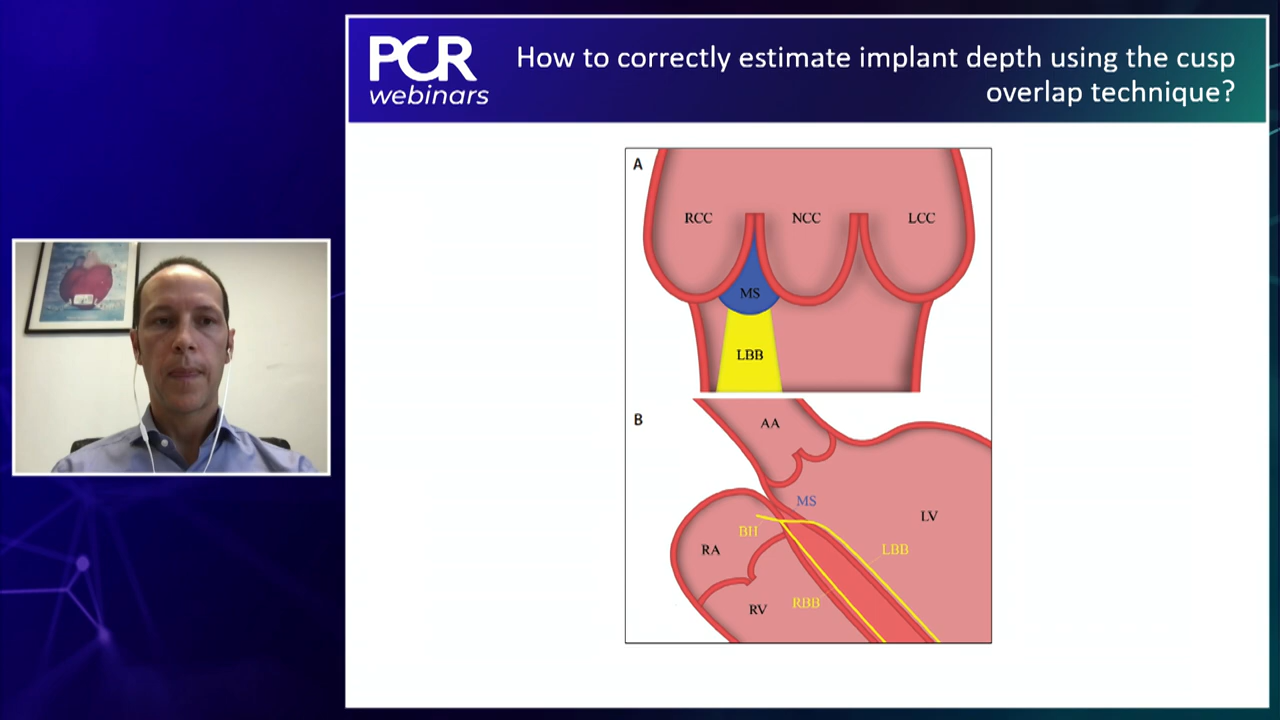 PCR
webinars
How to correctly estimate implant depth using the cusp
overlap technique?
A
RCC
NCC
LCC
MS
LBB
B
AA
MS
LV
BH
RA
LBB
RBB
RV